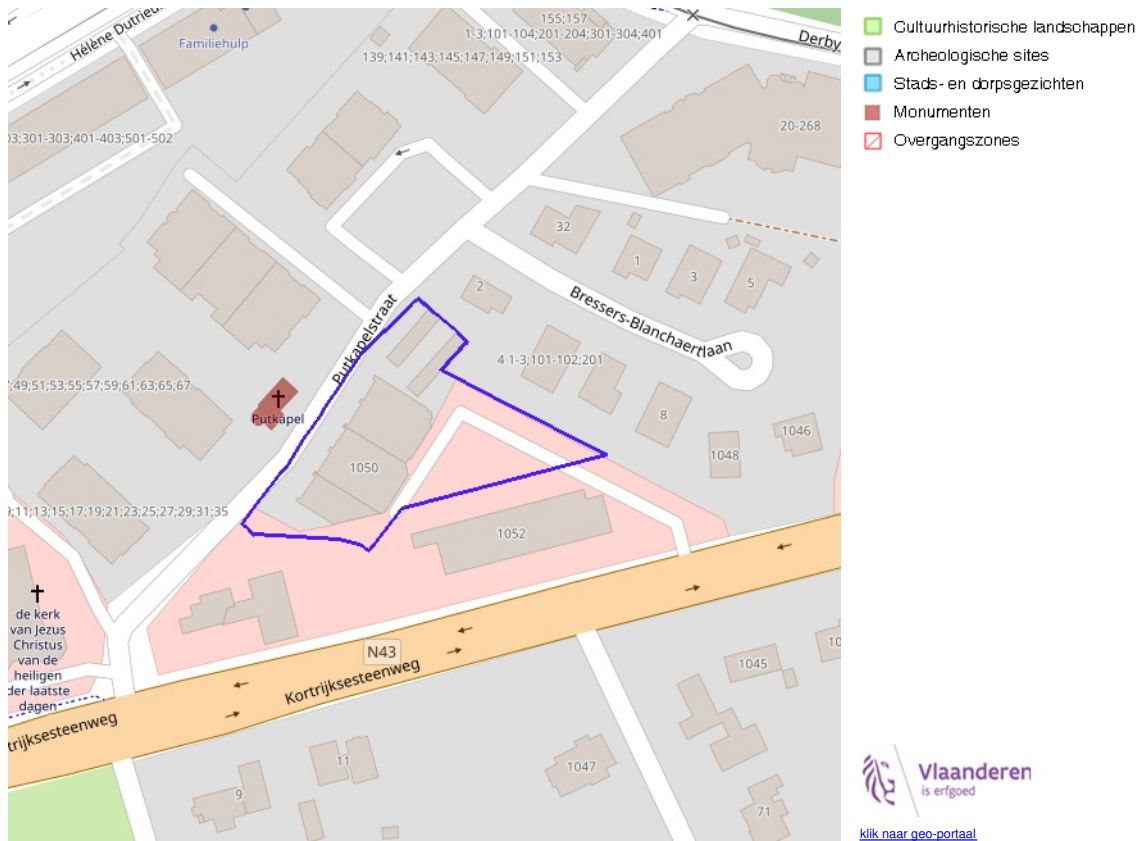 155;157
1-3;101-104;201-204;301-304;401
Hélène Dutrieu
Familiehulp
139;141;143;145;147;149;151;153
Derby
03;301-303;401-403;501-502
20-268
32
1
3
5
2
Bressers-Blanchaertlaan
Putkapelstraat
4 1-3;101-102;201
7;49;51,53;55;57;59;61;63;65;67
Putkapel
8
1046
1048
1050
9;11;13;15;17;19;21;23;25;27;29;31;35
1052
de kerk
van Jezus
Christus
van de
heiligen
der laatste
dagen
N43
Kortrijksesteenweg
trijksesteenweg
1045
10
11
1047
9
71
Cultuurhistorische landschappen
Archeologische sites
Stads- en dorpsgezichten
Monumenten
Overgangszones
Vlaanderen
is erfgoed
klik naar geo-portaal